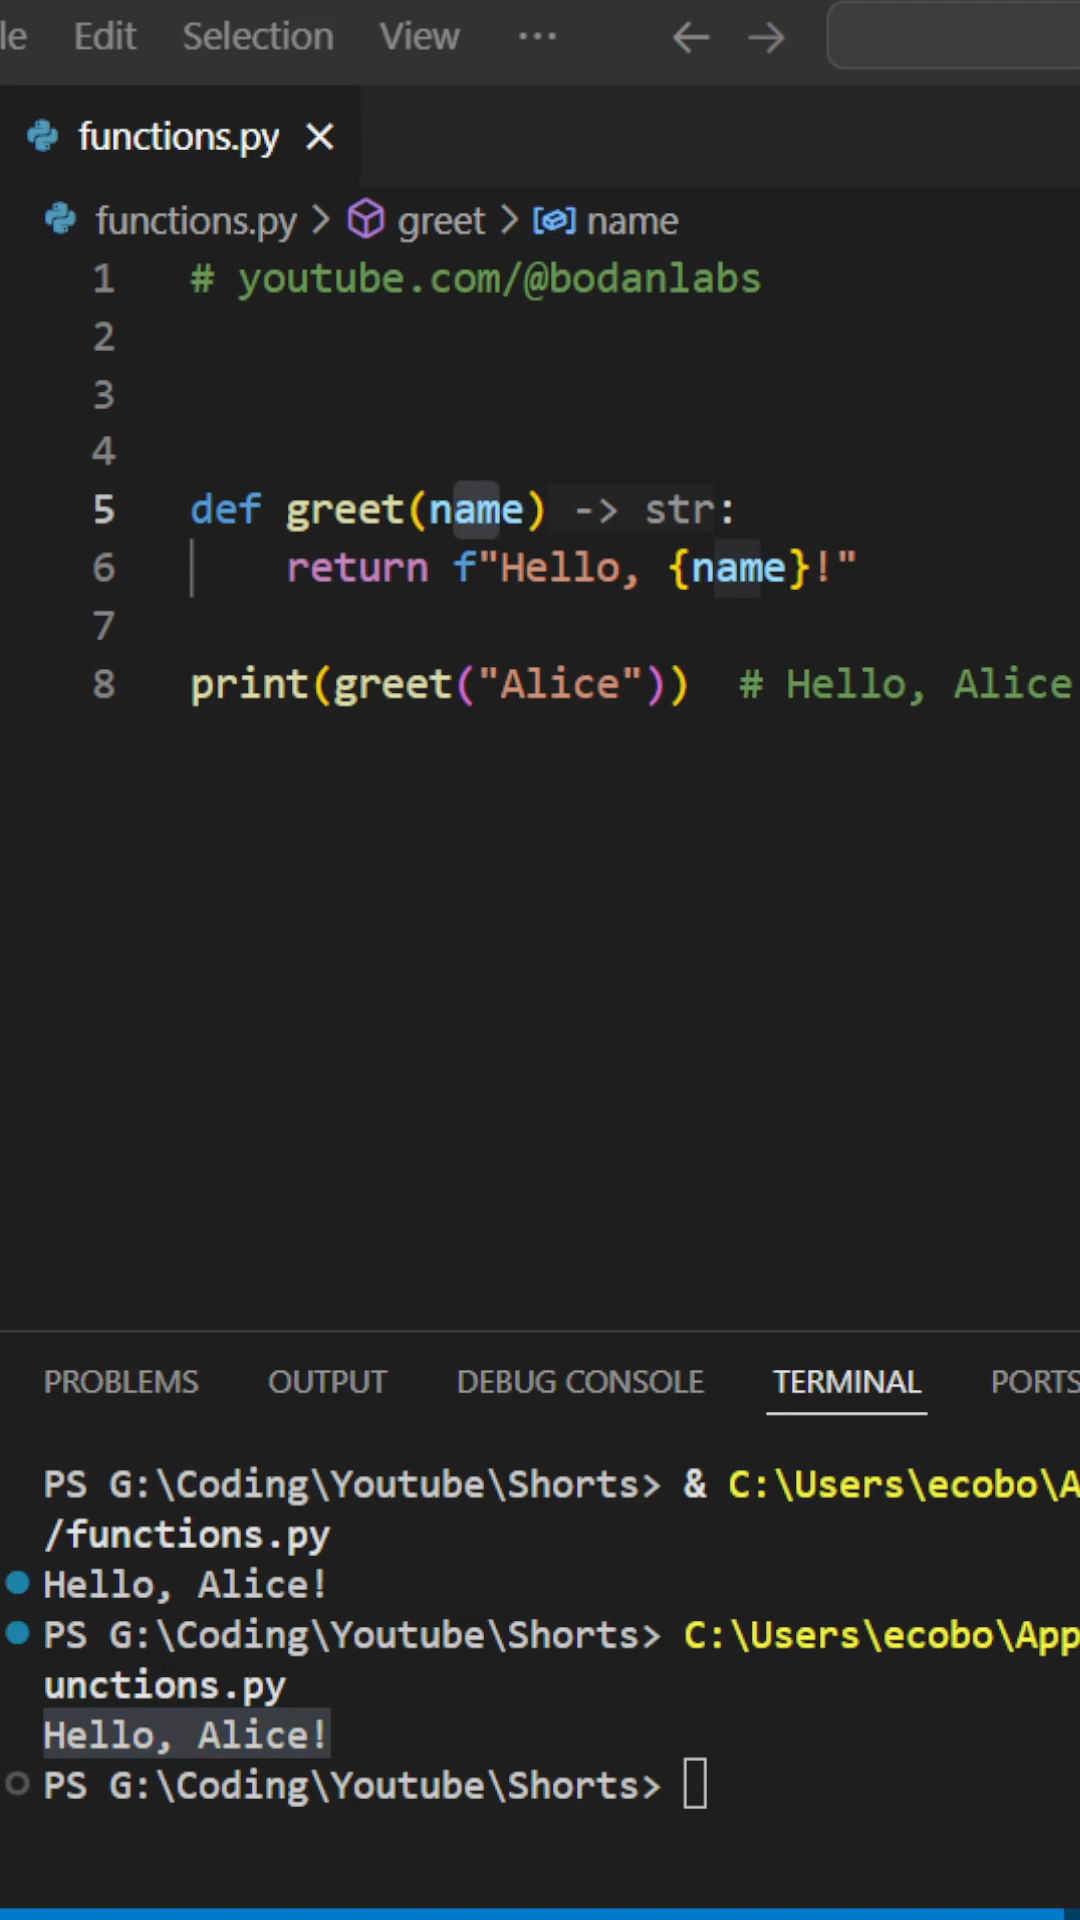 le Edit Selection View ··· ← →
functions.py ×
functions.py > greet > name
1 # youtube.com/@bodanlabs
2
3
4
5 def greet(name) -> str:
6     return f"Hello, {name}!"
7
8 print(greet("Alice"))  # Hello, Alice
PROBLEMS OUTPUT DEBUG CONSOLE TERMINAL PORTS
PS G:\Coding\Youtube\Shorts> & C:\Users\ecobo\A
/functions.py
Hello, Alice!
PS G:\Coding\Youtube\Shorts> C:\Users\ecobo\App
unctions.py
Hello, Alice!
PS G:\Coding\Youtube\Shorts>